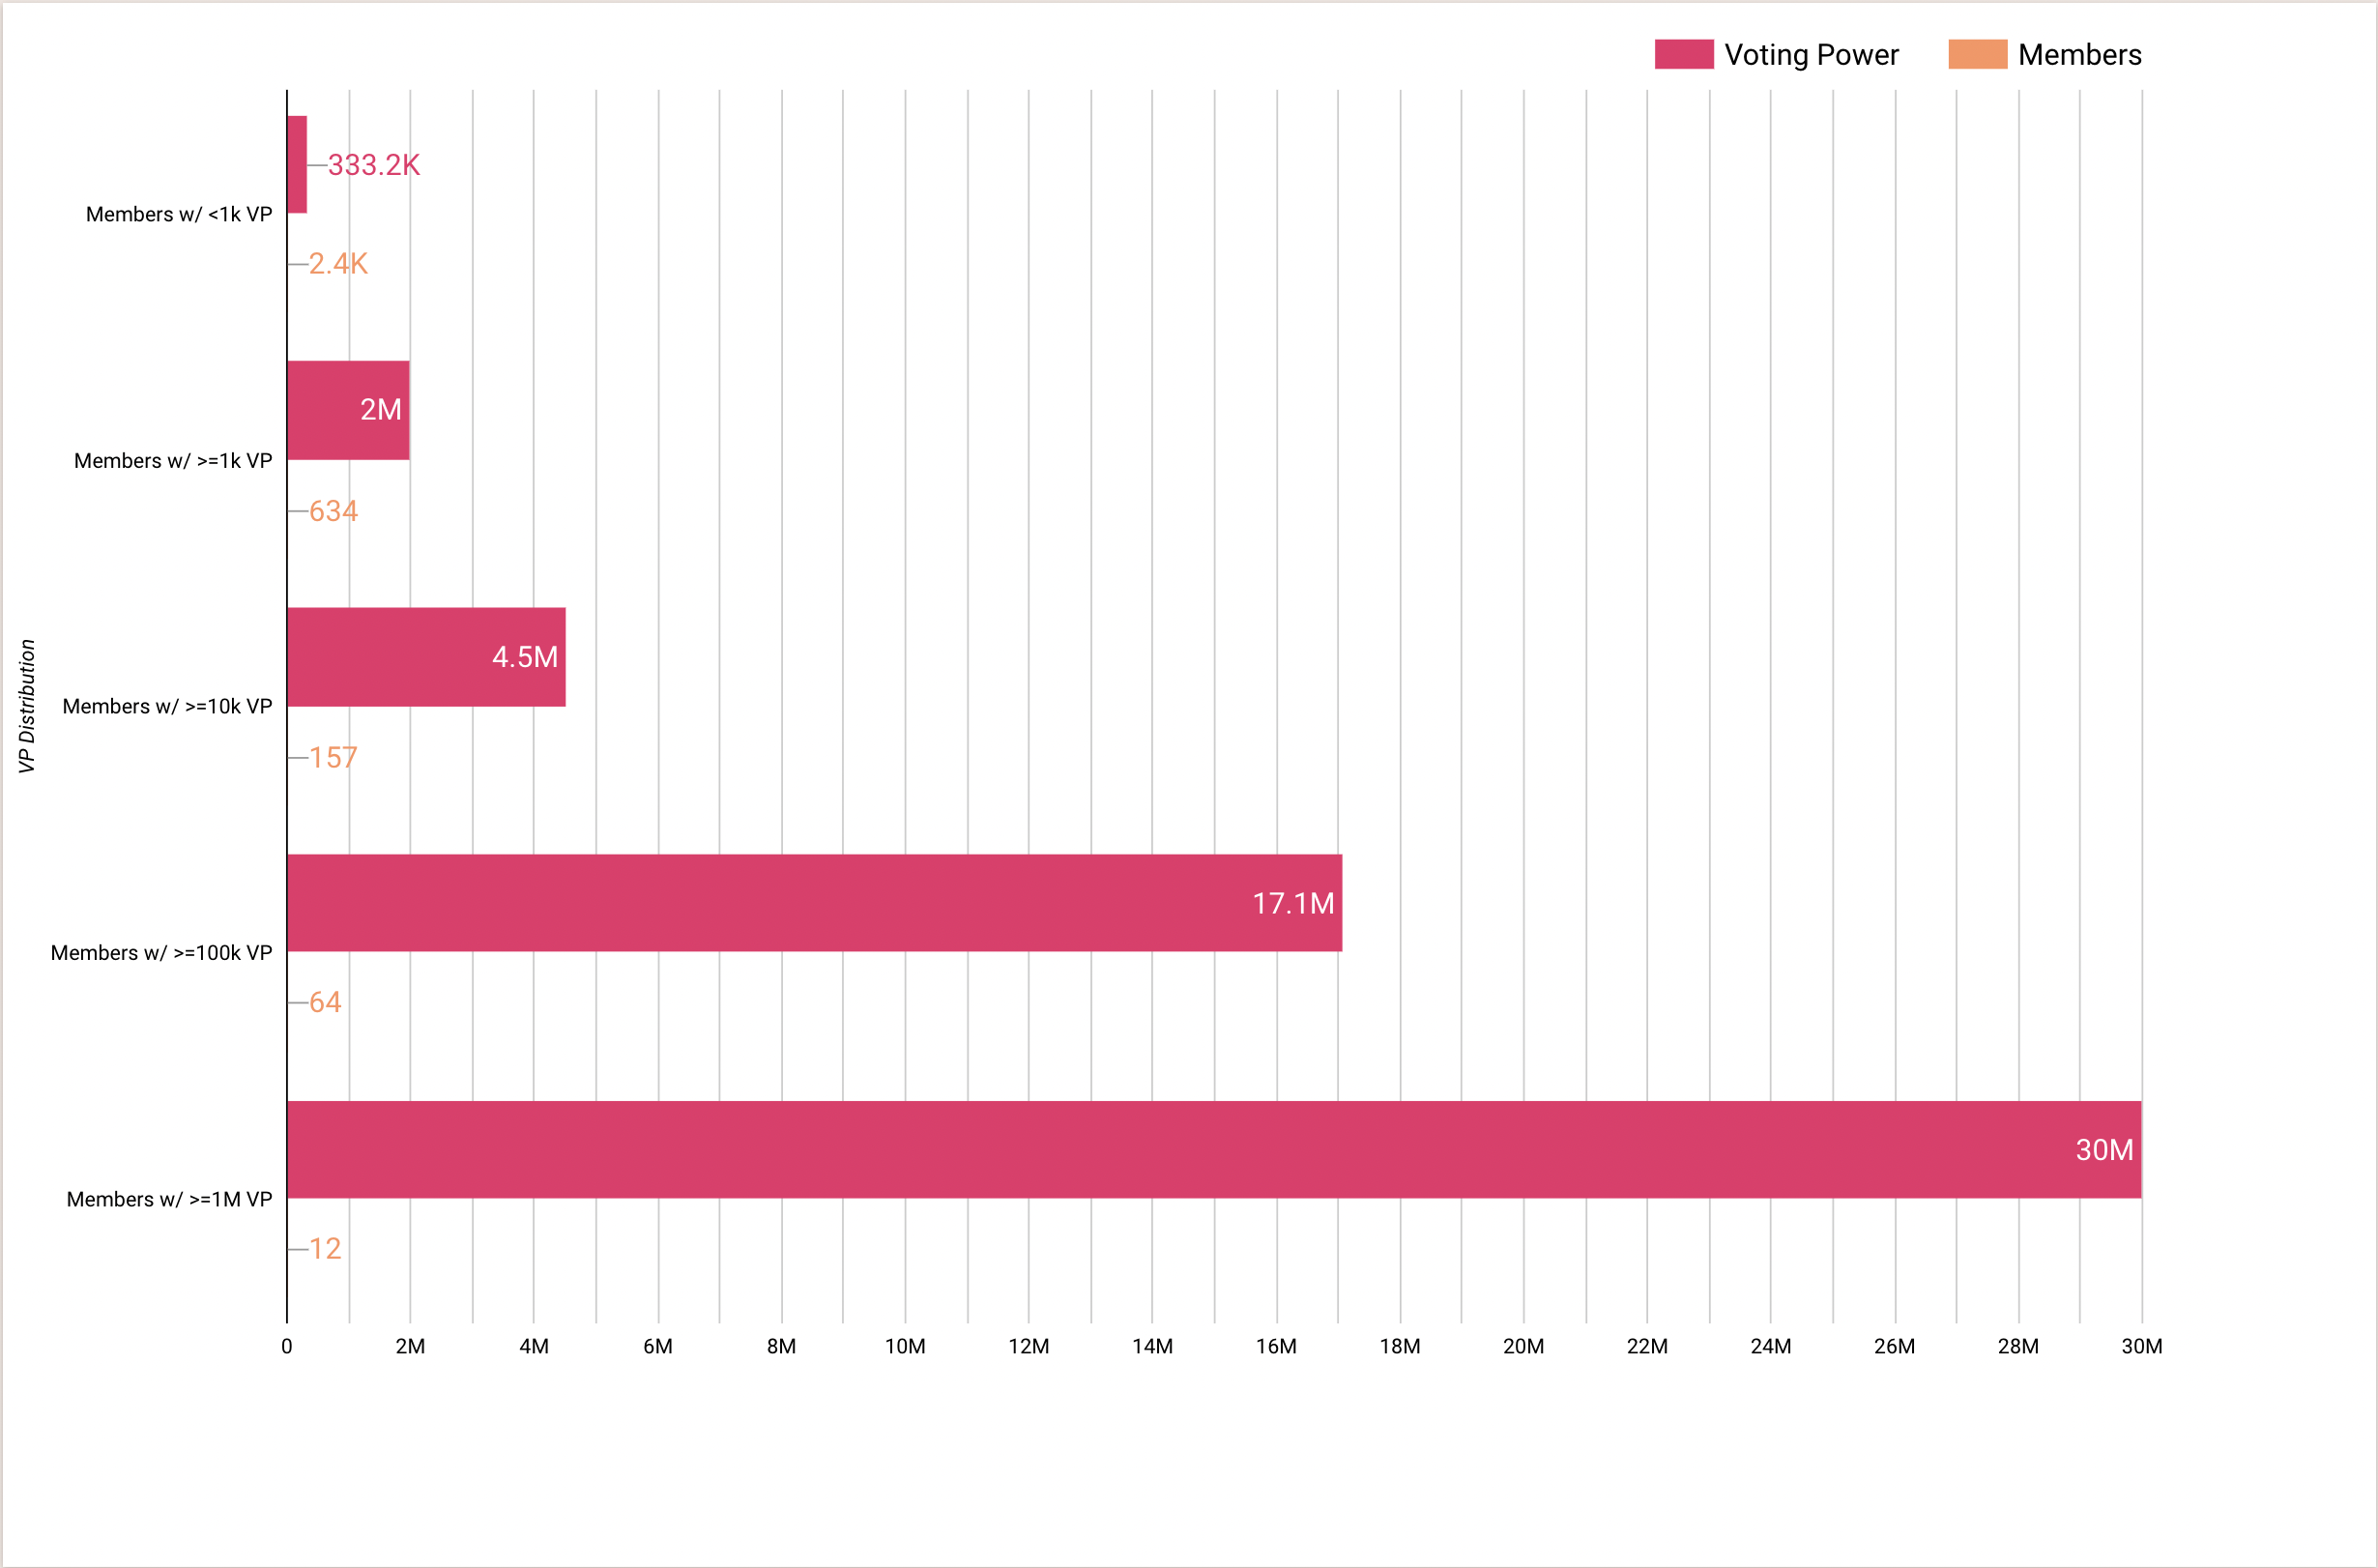 Voting Power
Members
333.2K
Members w/ <1k VP
2.4K
2M
Members w/ >=1k VP
634
4.5M
Members w/ >=10k VP
157
VP Distribution
17.1M
Members w/ >=100k VP
64
30M
Members w/ >=1M VP
12
0 2M 4M 6M 8M 10M 12M 14M 16M 18M 20M 22M 24M 26M 28M 30M